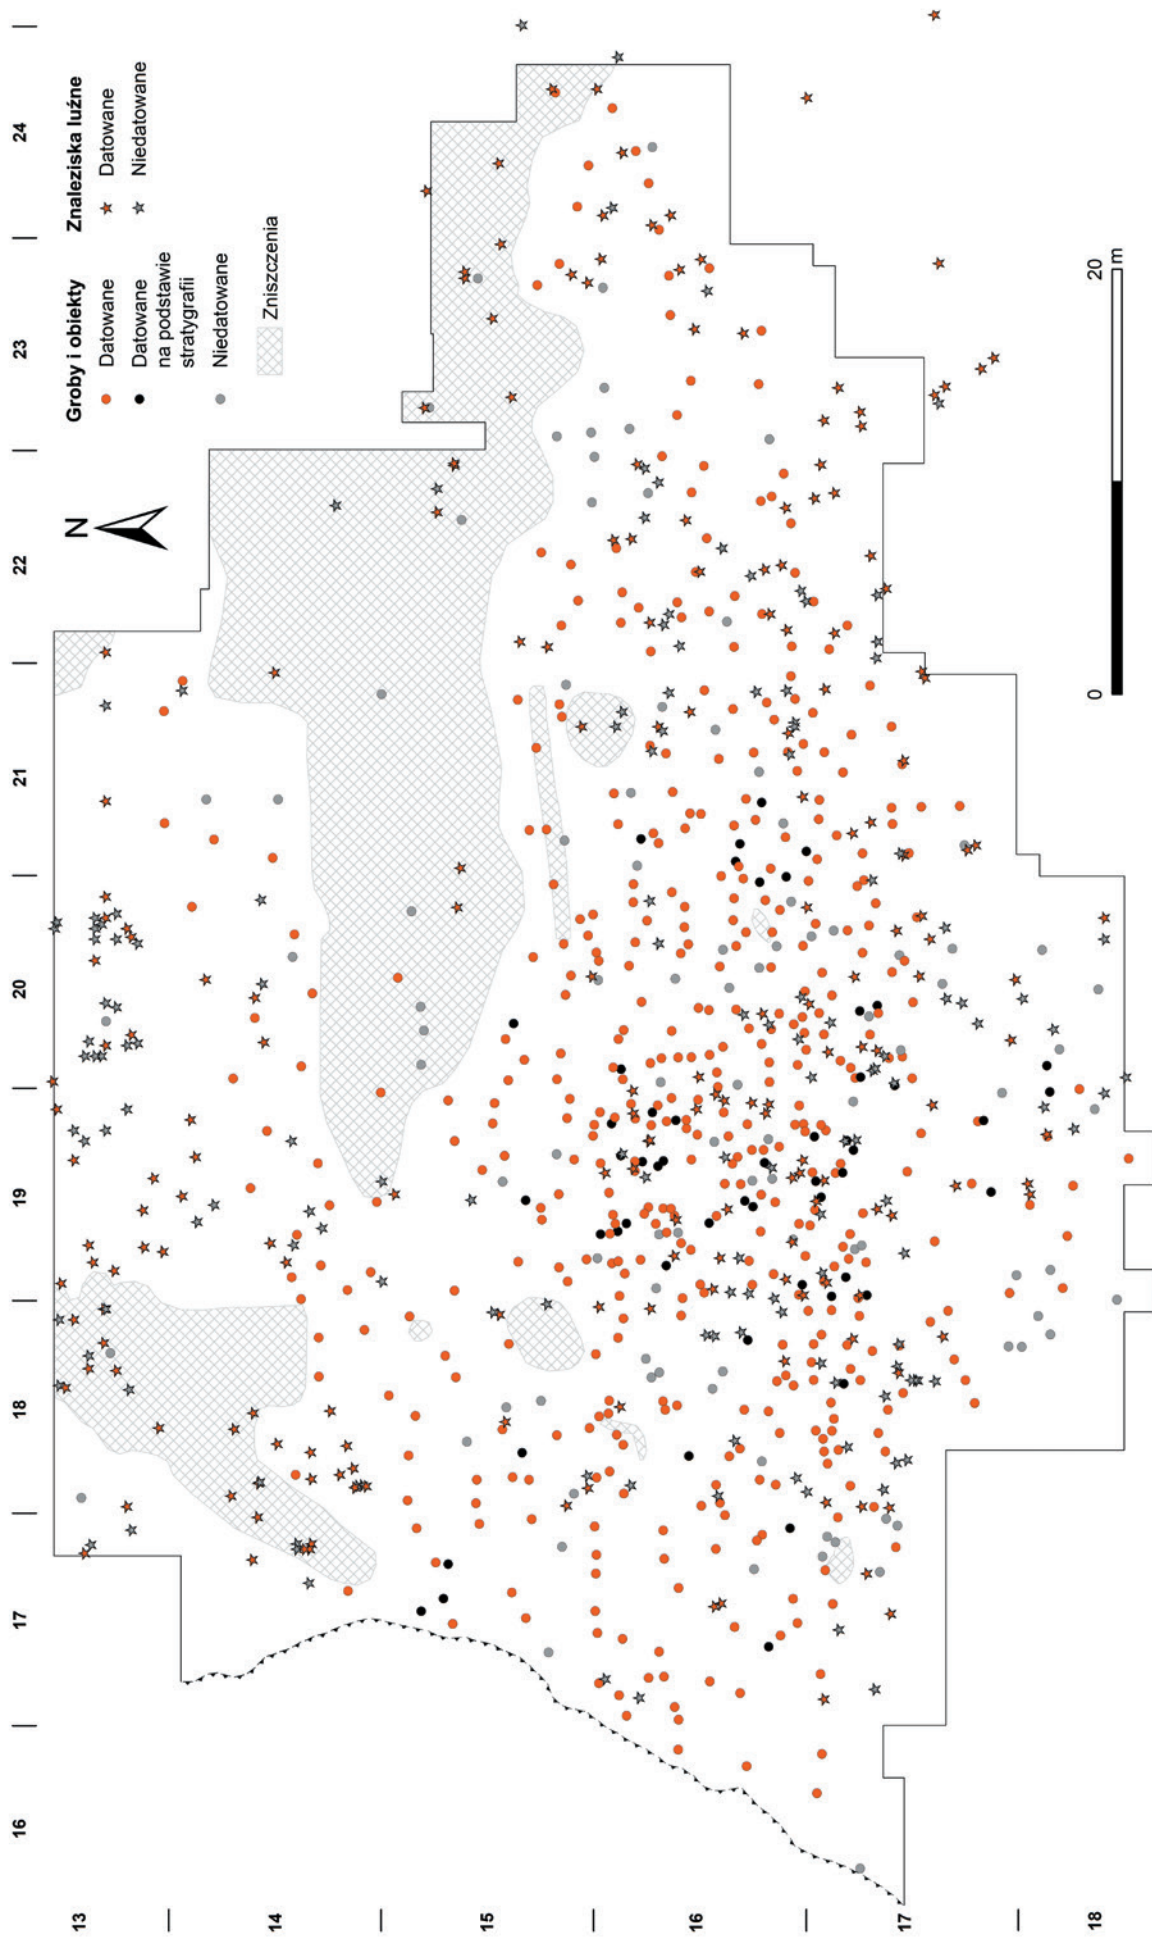 Groby i obiekty
Datowane
Datowane
na podstawie
stratygrafii
Niedatowane
Zniszczenia
Znaleziska luźne
Datowane
Niedatowane
N
0
20 m
16
17
18
19
20
21
22
23
24
13
14
15
16
17
18